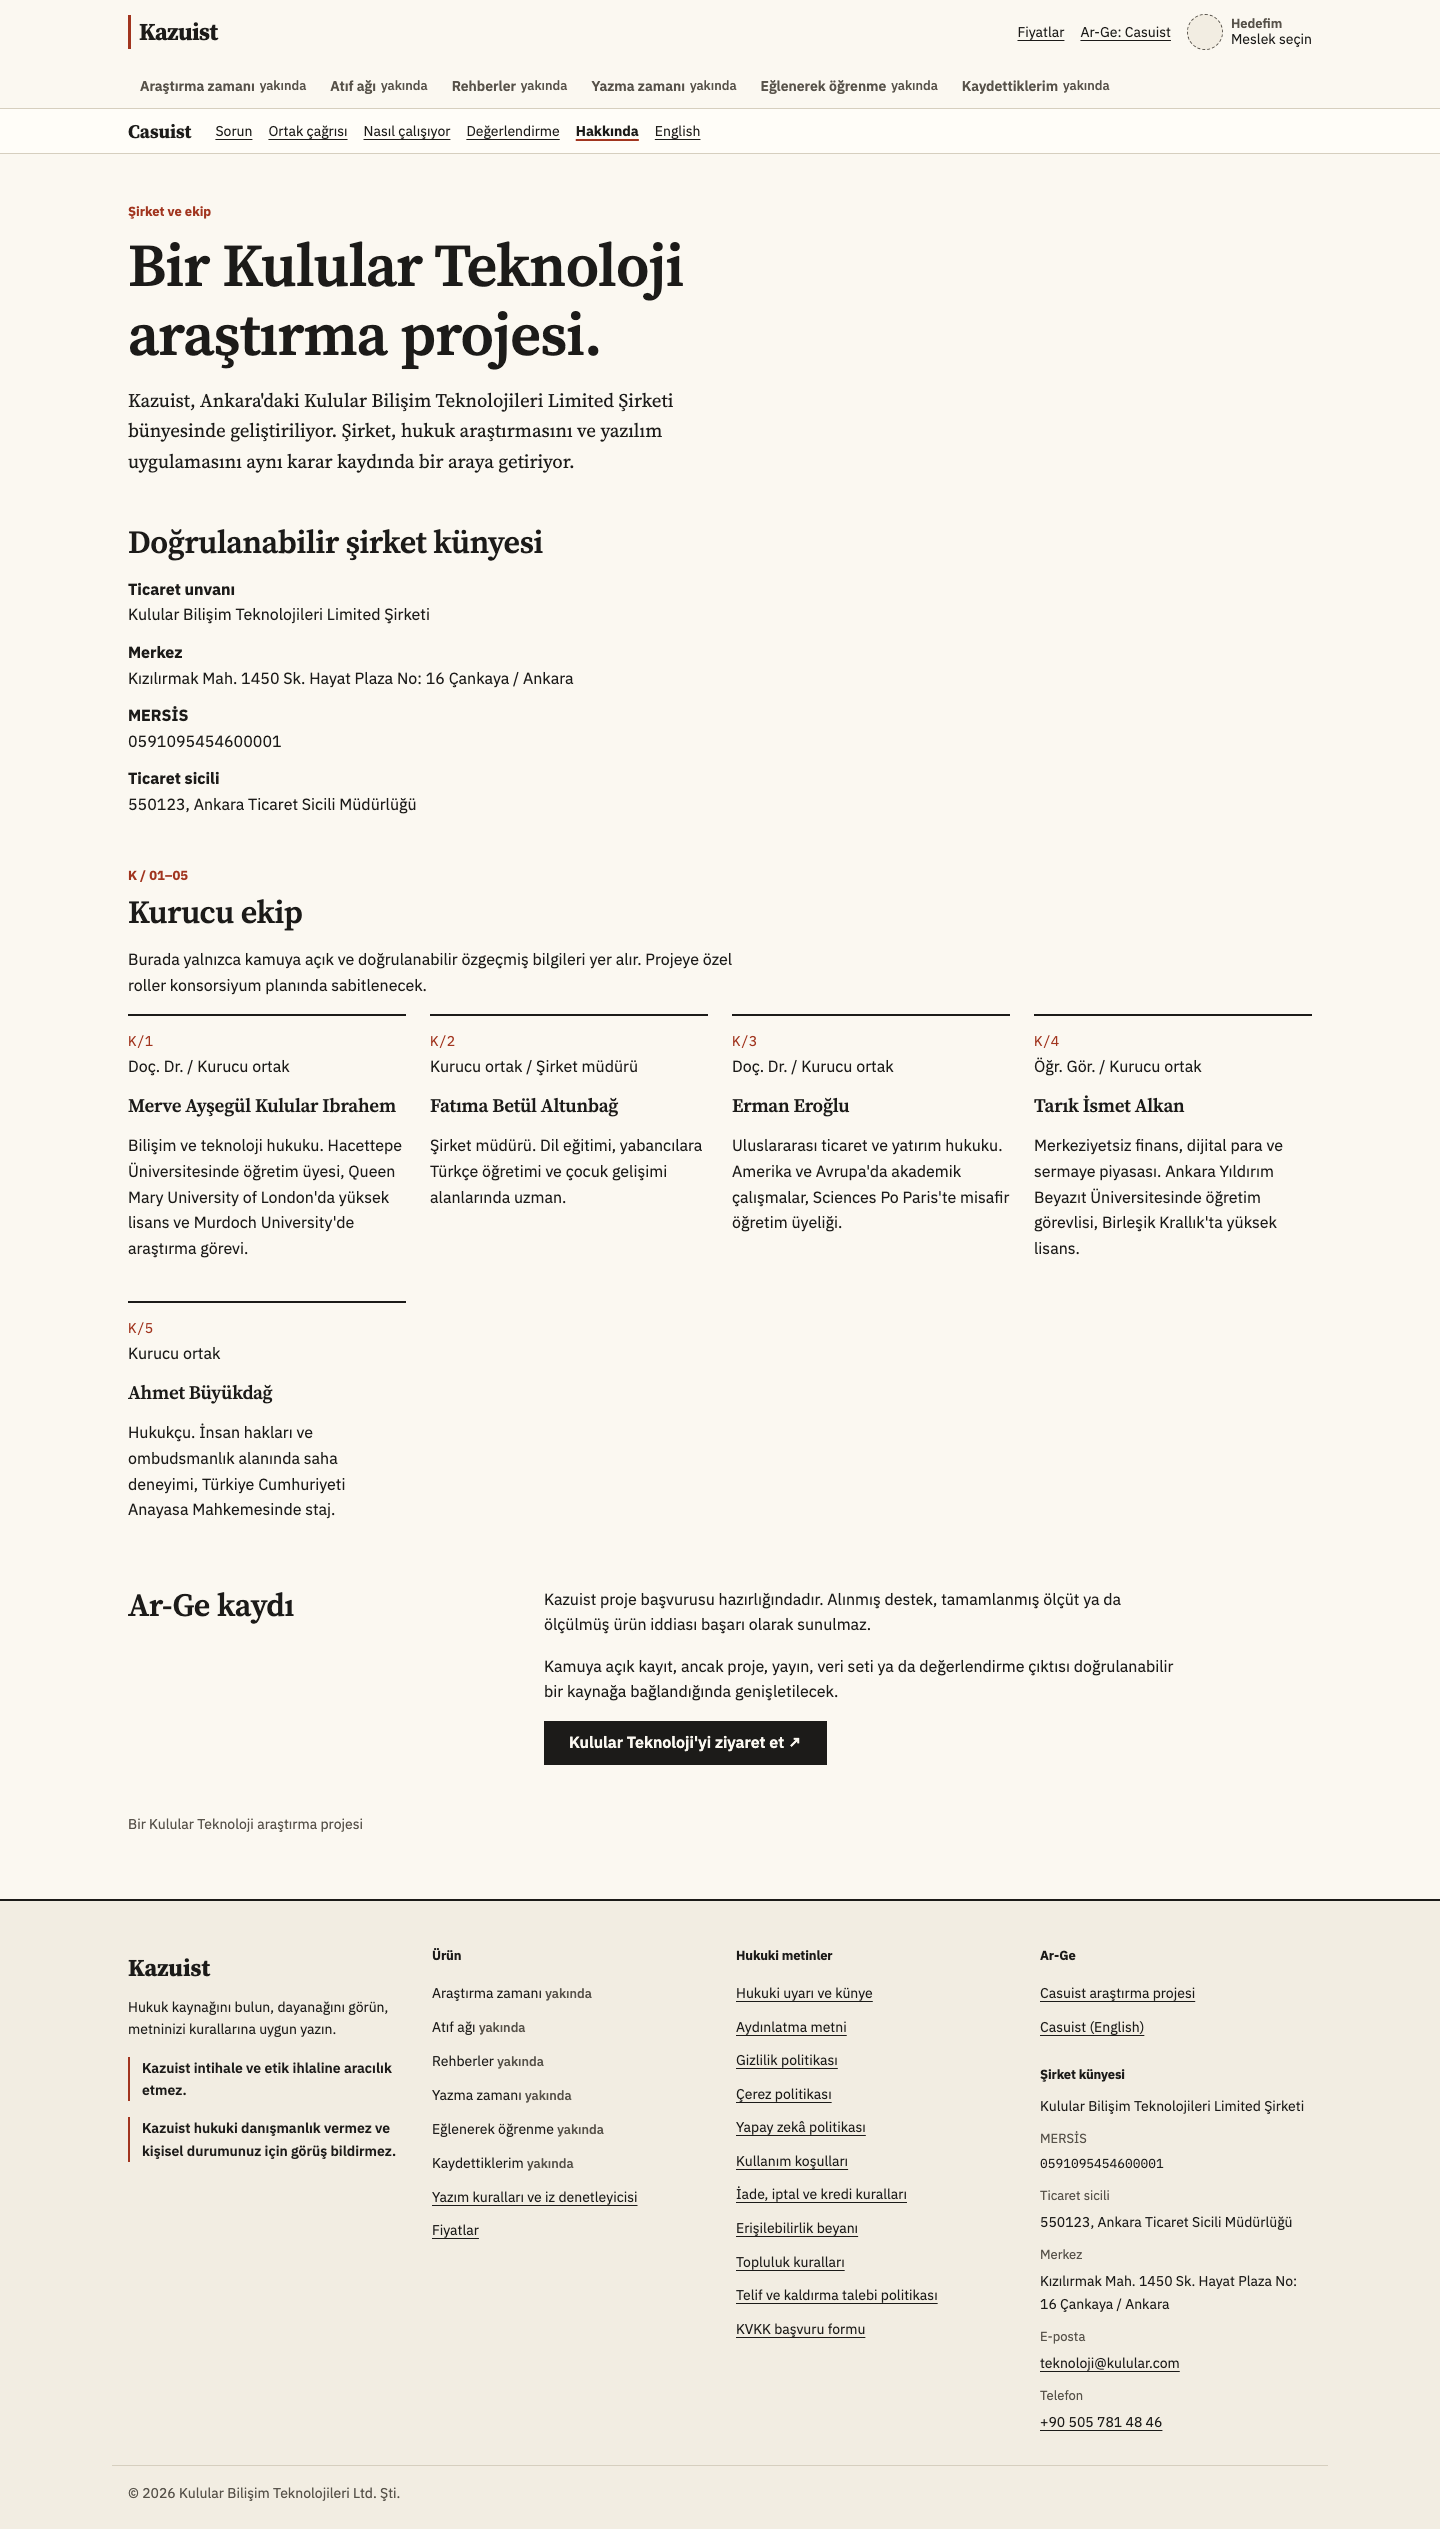 Kazuist
Fiyatlar
Ar-Ge: Casuist
Hedefim
Meslek seçin
Araştırma zamanı yakında
Atıf ağı yakında
Rehberler yakında
Yazma zamanı yakında
Eğlenerek öğrenme yakında
Kaydettiklerim yakında
Casuist
Sorun
Ortak çağrısı
Nasıl çalışıyor
Değerlendirme
Hakkında
English
Şirket ve ekip
Bir Kulular Teknoloji
araştırma projesi.
Kazuist, Ankara'daki Kulular Bilişim Teknolojileri Limited Şirketi
bünyesinde geliştiriliyor. Şirket, hukuk araştırmasını ve yazılım
uygulamasını aynı karar kaydında bir araya getiriyor.
Doğrulanabilir şirket künyesi
Ticaret unvanı
Kulular Bilişim Teknolojileri Limited Şirketi
Merkez
Kızılırmak Mah. 1450 Sk. Hayat Plaza No: 16 Çankaya / Ankara
MERSİS
0591095454600001
Ticaret sicili
550123, Ankara Ticaret Sicili Müdürlüğü
K / 01–05
Kurucu ekip
Burada yalnızca kamuya açık ve doğrulanabilir özgeçmiş bilgileri yer alır. Projeye özel
roller konsorsiyum planında sabitlenecek.
K/1
Doç. Dr. / Kurucu ortak
Merve Ayşegül Kulular Ibrahem
Bilişim ve teknoloji hukuku. Hacettepe
Üniversitesinde öğretim üyesi, Queen
Mary University of London'da yüksek
lisans ve Murdoch University'de
araştırma görevi.
K/2
Kurucu ortak / Şirket müdürü
Fatıma Betül Altunbağ
Şirket müdürü. Dil eğitimi, yabancılara
Türkçe öğretimi ve çocuk gelişimi
alanlarında uzman.
K/3
Doç. Dr. / Kurucu ortak
Erman Eroğlu
Uluslararası ticaret ve yatırım hukuku.
Amerika ve Avrupa'da akademik
çalışmalar, Sciences Po Paris'te misafir
öğretim üyeliği.
K/4
Öğr. Gör. / Kurucu ortak
Tarık İsmet Alkan
Merkeziyetsiz finans, dijital para ve
sermaye piyasası. Ankara Yıldırım
Beyazıt Üniversitesinde öğretim
görevlisi, Birleşik Krallık'ta yüksek
lisans.
K/5
Kurucu ortak
Ahmet Büyükdağ
Hukukçu. İnsan hakları ve
ombudsmanlık alanında saha
deneyimi, Türkiye Cumhuriyeti
Anayasa Mahkemesinde staj.
Ar-Ge kaydı
Kazuist proje başvurusu hazırlığındadır. Alınmış destek, tamamlanmış ölçüt ya da
ölçülmüş ürün iddiası başarı olarak sunulmaz.
Kamuya açık kayıt, ancak proje, yayın, veri seti ya da değerlendirme çıktısı doğrulanabilir
bir kaynağa bağlandığında genişletilecek.
Kulular Teknoloji'yi ziyaret et ↗
Bir Kulular Teknoloji araştırma projesi
Kazuist
Hukuk kaynağını bulun, dayanağını görün,
metninizi kurallarına uygun yazın.
Kazuist intihale ve etik ihlaline aracılık
etmez.
Kazuist hukuki danışmanlık vermez ve
kişisel durumunuz için görüş bildirmez.
Ürün
Araştırma zamanı yakında
Atıf ağı yakında
Rehberler yakında
Yazma zamanı yakında
Eğlenerek öğrenme yakında
Kaydettiklerim yakında
Yazım kuralları ve iz denetleyicisi
Fiyatlar
Hukuki metinler
Hukuki uyarı ve künye
Aydınlatma metni
Gizlilik politikası
Çerez politikası
Yapay zekâ politikası
Kullanım koşulları
İade, iptal ve kredi kuralları
Erişilebilirlik beyanı
Topluluk kuralları
Telif ve kaldırma talebi politikası
KVKK başvuru formu
Ar-Ge
Casuist araştırma projesi
Casuist (English)
Şirket künyesi
Kulular Bilişim Teknolojileri Limited Şirketi
MERSİS
0591095454600001
Ticaret sicili
550123, Ankara Ticaret Sicili Müdürlüğü
Merkez
Kızılırmak Mah. 1450 Sk. Hayat Plaza No:
16 Çankaya / Ankara
E-posta
teknoloji@kulular.com
Telefon
+90 505 781 48 46
© 2026 Kulular Bilişim Teknolojileri Ltd. Şti.